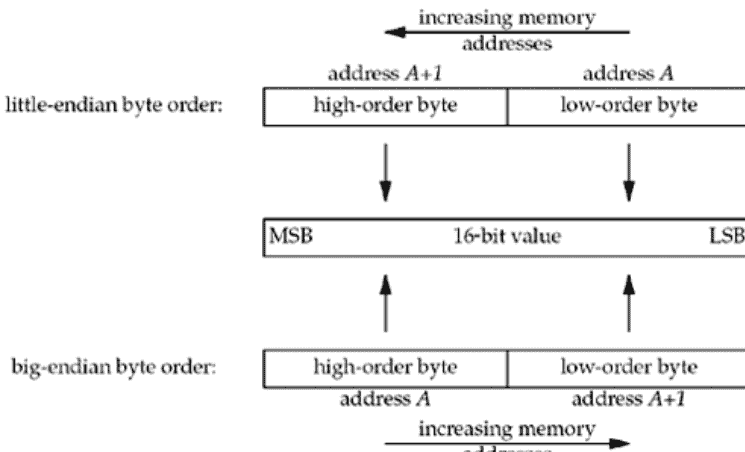 increasing memory
addresses
address A+1 address A
little-endian byte order: high-order byte low-order byte
MSB 16-bit value LSB
big-endian byte order: high-order byte low-order byte
address A address A+1
increasing memory
addresses